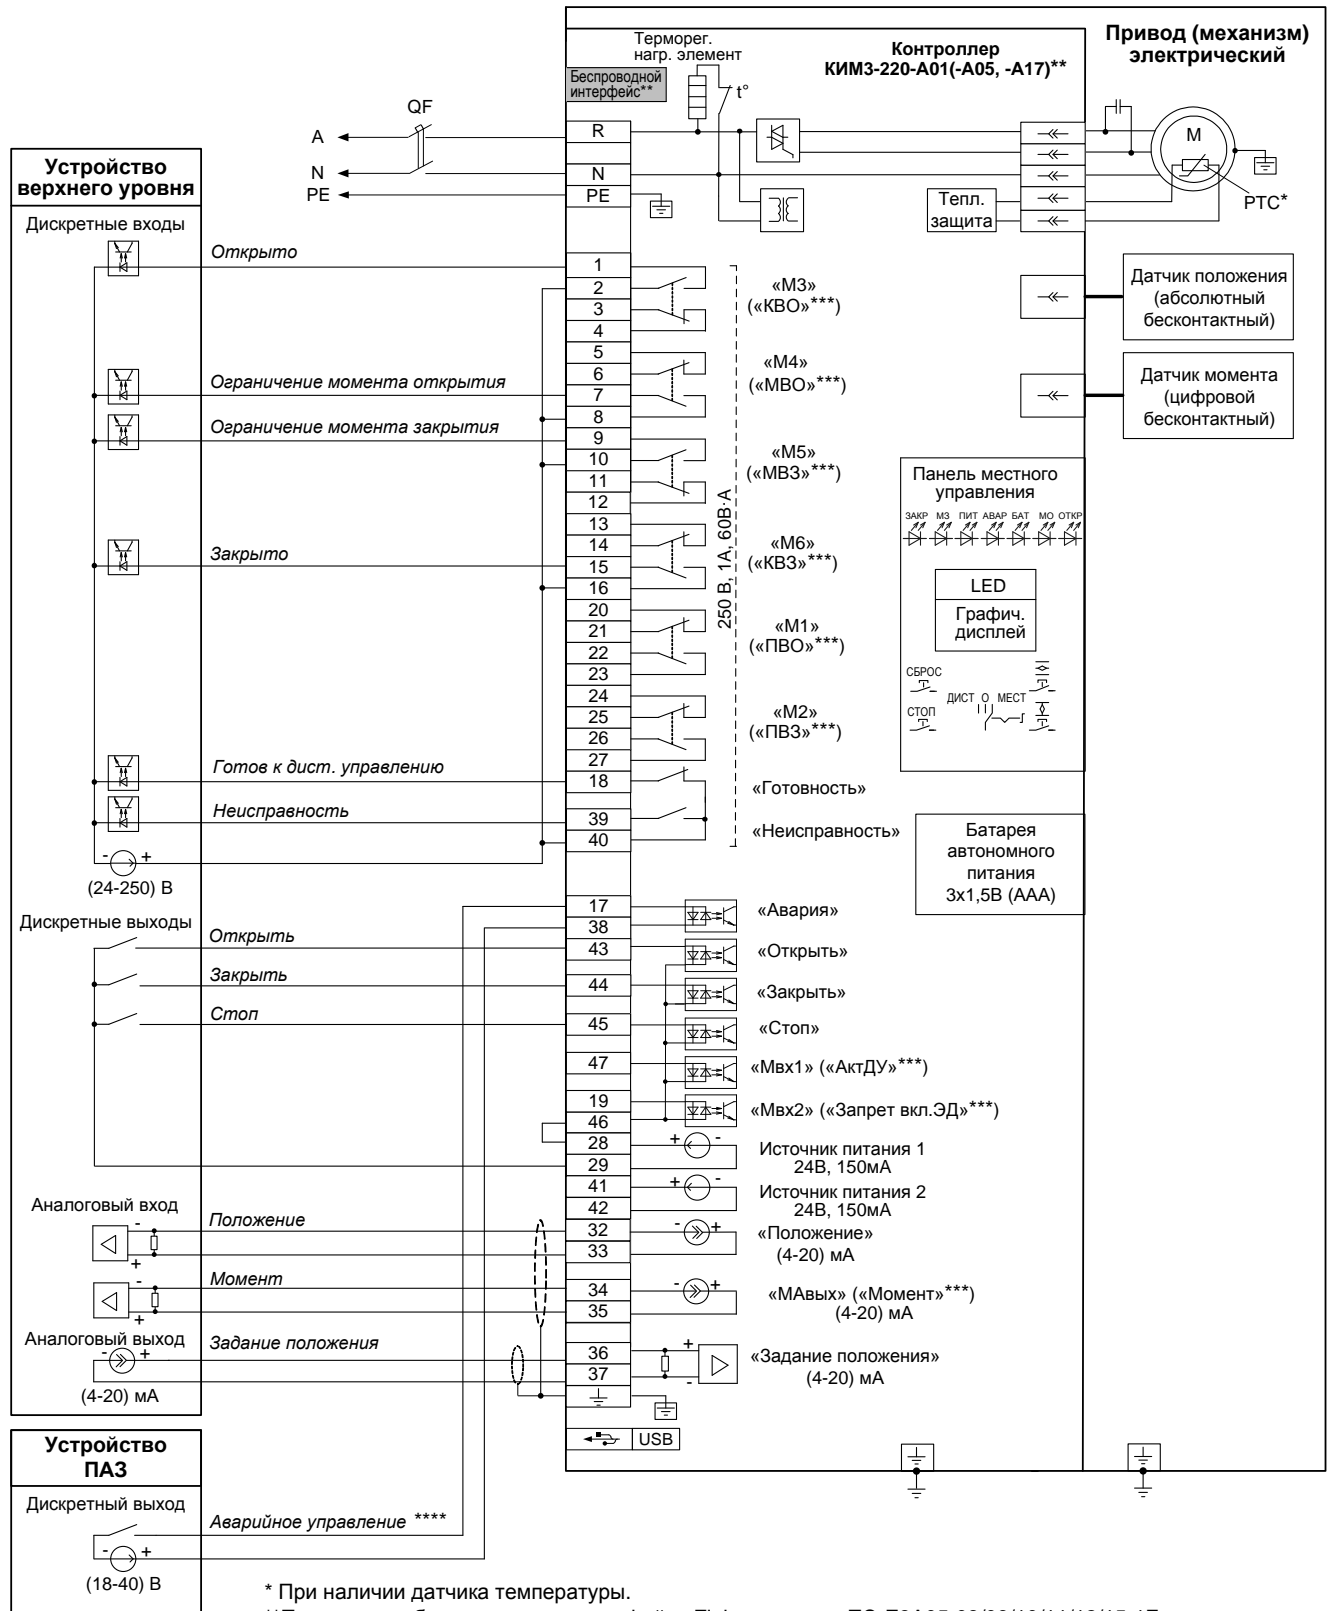 Привод (механизм)
электрический
Контроллер
КИМ3-220-А01(-А05, -А17)**
Терморег.
нагр. элемент
Беспроводной
интерфейс**
t°
QF
A
N
PE
R
N
PE
M
PTC*
Тепл.
защита
Устройство
верхнего уровня
Дискретные входы
Открыто
Ограничение момента открытия
Ограничение момента закрытия
Закрыто
Готов к дист. управлению
Неисправность
- +
(24-250) В
1
2
3
4
5
6
7
8
9
10
11
12
13
14
15
16
20
21
22
23
24
25
26
27
18
39
40
«М3»
(«КВО»***)
«М4»
(«МВО»***)
«М5»
(«МВЗ»***)
«М6»
(«КВЗ»***)
«М1»
(«ПВО»***)
«М2»
(«ПВЗ»***)
«Готовность»
«Неисправность»
250 В, 1А, 60В·А
Датчик положения
(абсолютный
бесконтактный)
Датчик момента
(цифровой
бесконтактный)
Панель местного
управления
ЗАКР МЗ ПИТ АВАР БАТ МО ОТКР
LED
Графич.
дисплей
СБРОС
СТОП
ДИСТ О МЕСТ
Батарея
автономного
питания
3x1,5В (ААА)
Дискретные выходы
Открыть
Закрыть
Стоп
17
38
43
44
45
47
19
46
28
29
41
42
32
33
34
35
36
37
«Авария»
«Открыть»
«Закрыть»
«Стоп»
«Мвх1» («АктДУ»***)
«Мвх2» («Запрет вкл.ЭД»***)
+ -
Источник питания 1
24В, 150мА
+ -
Источник питания 2
24В, 150мА
- +
«Положение»
(4-20) мА
- +
«МАвых» («Момент»***)
(4-20) мА
+
-
«Задание положения»
(4-20) мА
Аналоговый вход
-
+
Положение
-
+
Момент
Аналоговый выход
- +
Задание положения
(4-20) мА
USB
Устройство
ПАЗ
Дискретный выход
Аварийное управление ****
- +
(18-40) В
* При наличии датчика температуры.